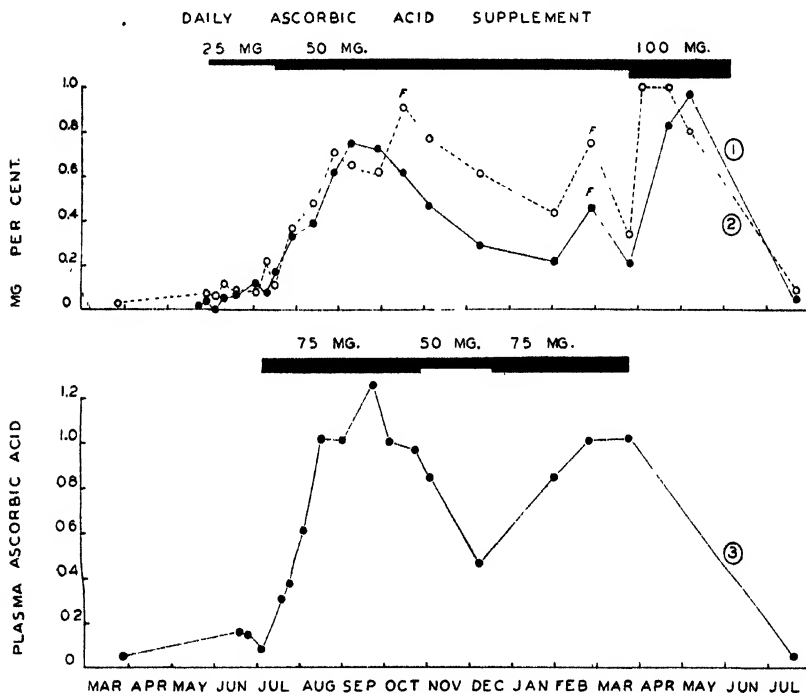 DAILY ASCORBIC ACID SUPPLEMENT
25 MG 50 MG. 100 MG.
1.0
0.8
0.6
0.4
0.2
0
MG PER CENT.
F
F
F
1
2
75 MG. 50 MG. 75 MG.
1.2
1.0
0.8
0.6
0.4
0.2
0
PLASMA ASCORBIC ACID
3
MAR APR MAY JUN JUL AUG SEP OCT NOV DEC JAN FEB MAR APR MAY JUN JUL